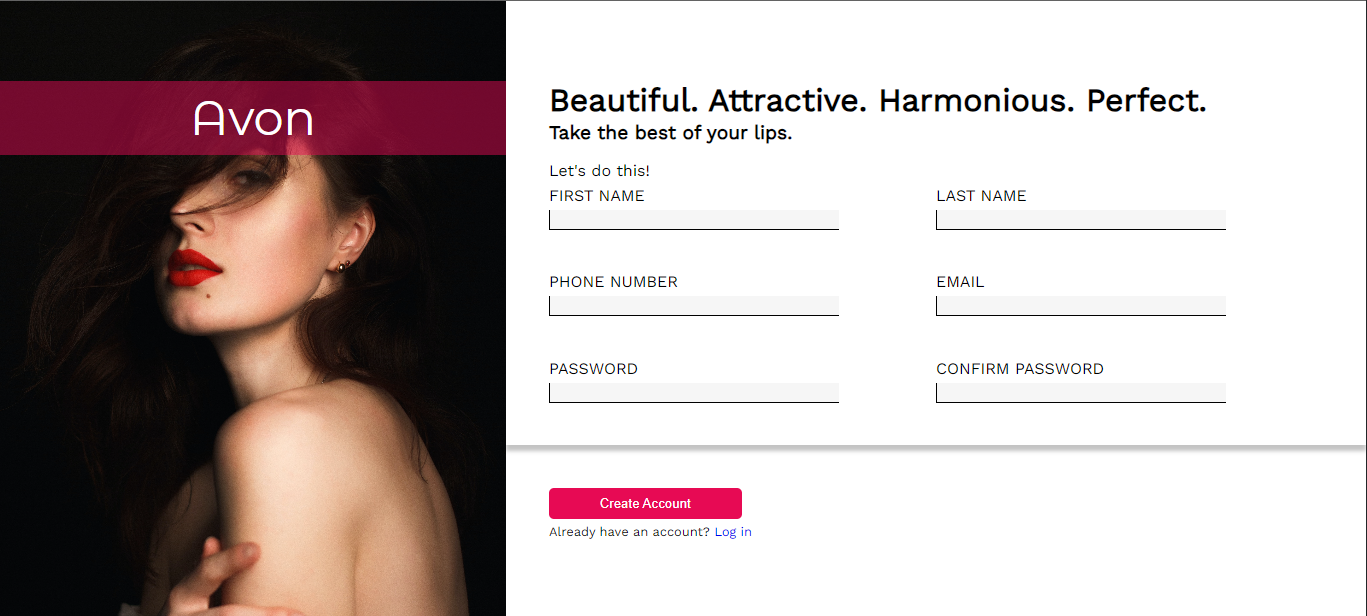 Avon
Beautiful. Attractive. Harmonious. Perfect.
Take the best of your lips.
Let's do this!
FIRST NAME
LAST NAME
PHONE NUMBER
EMAIL
PASSWORD
CONFIRM PASSWORD
Create Account
Already have an account? Log in